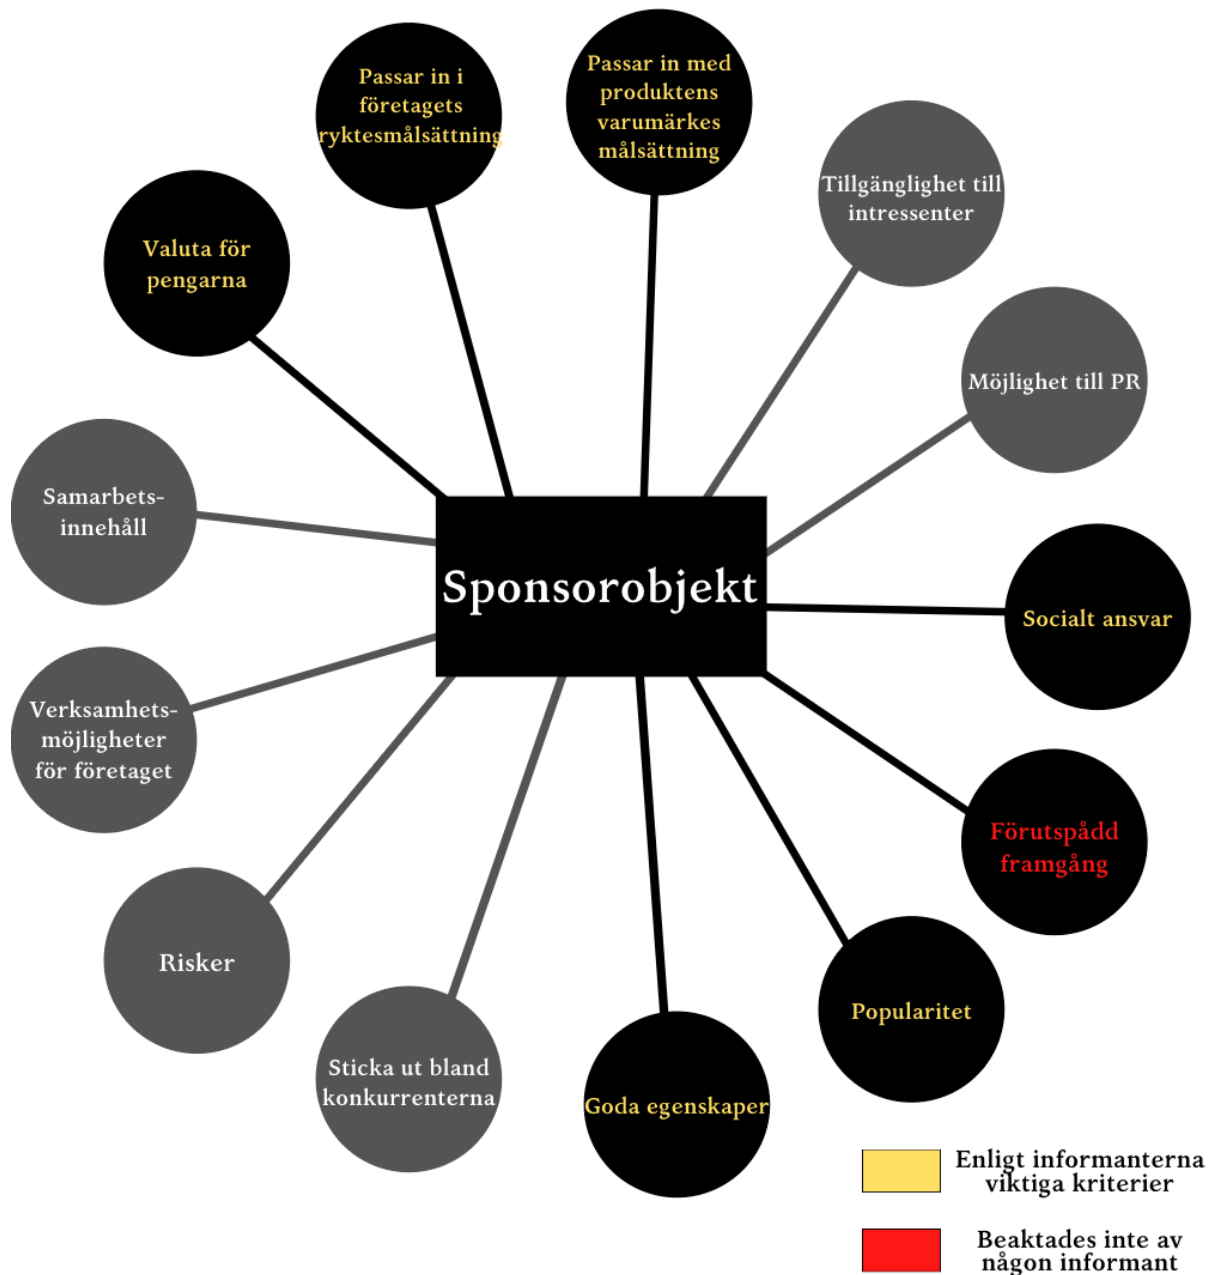 Passar in i
företagets
ryktesmålsättning
Passar in med
produktens
varumärkes
målsättning
Tillgänglighet till
intressenter
Valuta för
pengarna
Möjlighet till PR
Samarbets-
innehåll
Sponsorobjekt
Socialt ansvar
Verksamhets-
möjligheter
för företaget
Förutspådd
framgång
Risker
Popularitet
Sticka ut bland
konkurrenterna
Goda egenskaper
Enligt informanterna
viktiga kriterier
Beaktades inte av
någon informant